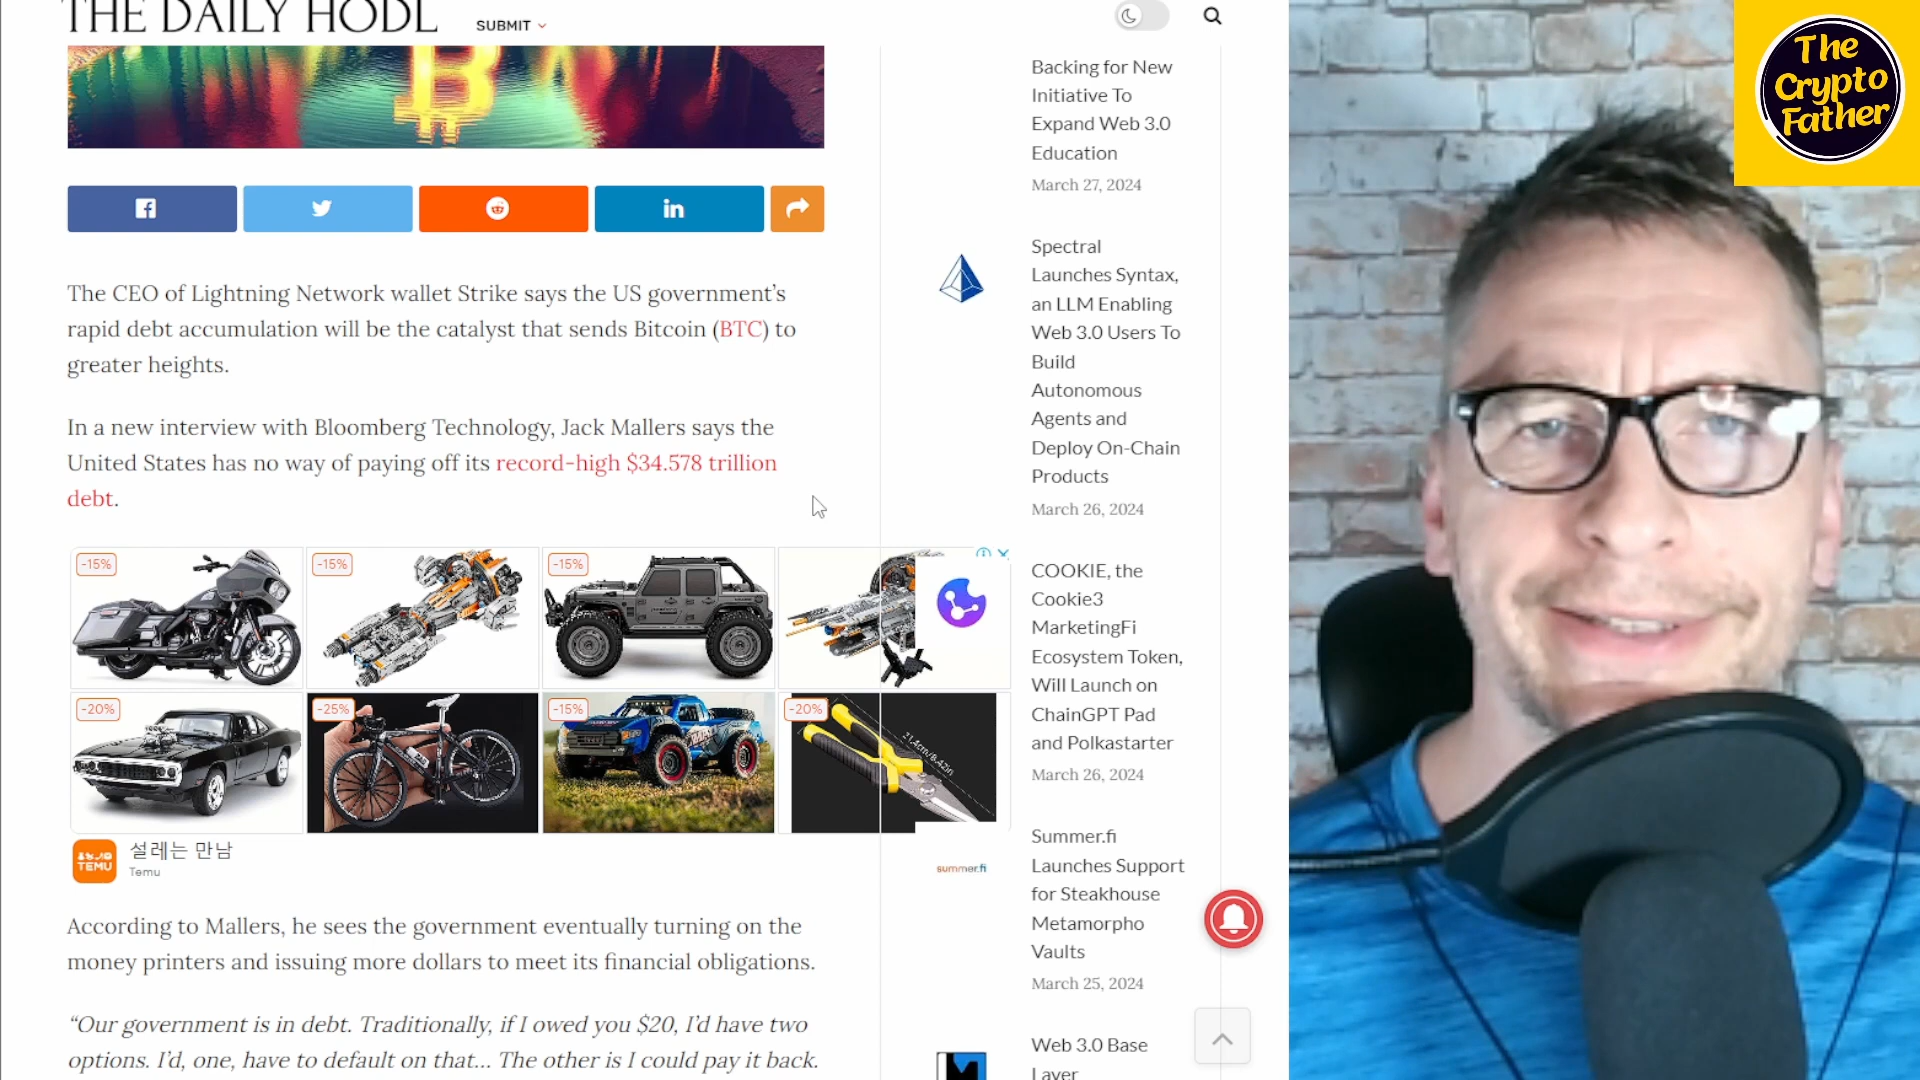 THE DAILY HODL
SUBMIT
The CEO of Lightning Network wallet Strike says the US government's
rapid debt accumulation will be the catalyst that sends Bitcoin (BTC) to
greater heights.
In a new interview with Bloomberg Technology, Jack Mallers says the
United States has no way of paying off its record-high $34.578 trillion
debt.
-15%
-15%
-15%
-20%
-25%
-15%
-20%
TEMU
설레는 만남
Temu
According to Mallers, he sees the government eventually turning on the
money printers and issuing more dollars to meet its financial obligations.
“Our government is in debt. Traditionally, if I owed you $20, I’d have two
options. I’d, one, have to default on that... The other is I could pay it back.
Backing for New
Initiative To
Expand Web 3.0
Education
March 27, 2024
Spectral
Launches Syntax,
an LLM Enabling
Web 3.0 Users To
Build
Autonomous
Agents and
Deploy On-Chain
Products
March 26, 2024
COOKIE, the
Cookie3
MarketingFi
Ecosystem Token,
Will Launch on
ChainGPT Pad
and Polkastarter
March 26, 2024
summer.fi
Summer.fi
Launches Support
for Steakhouse
Metamorpho
Vaults
March 25, 2024
Web 3.0 Base
Layer
The
Crypto
Father